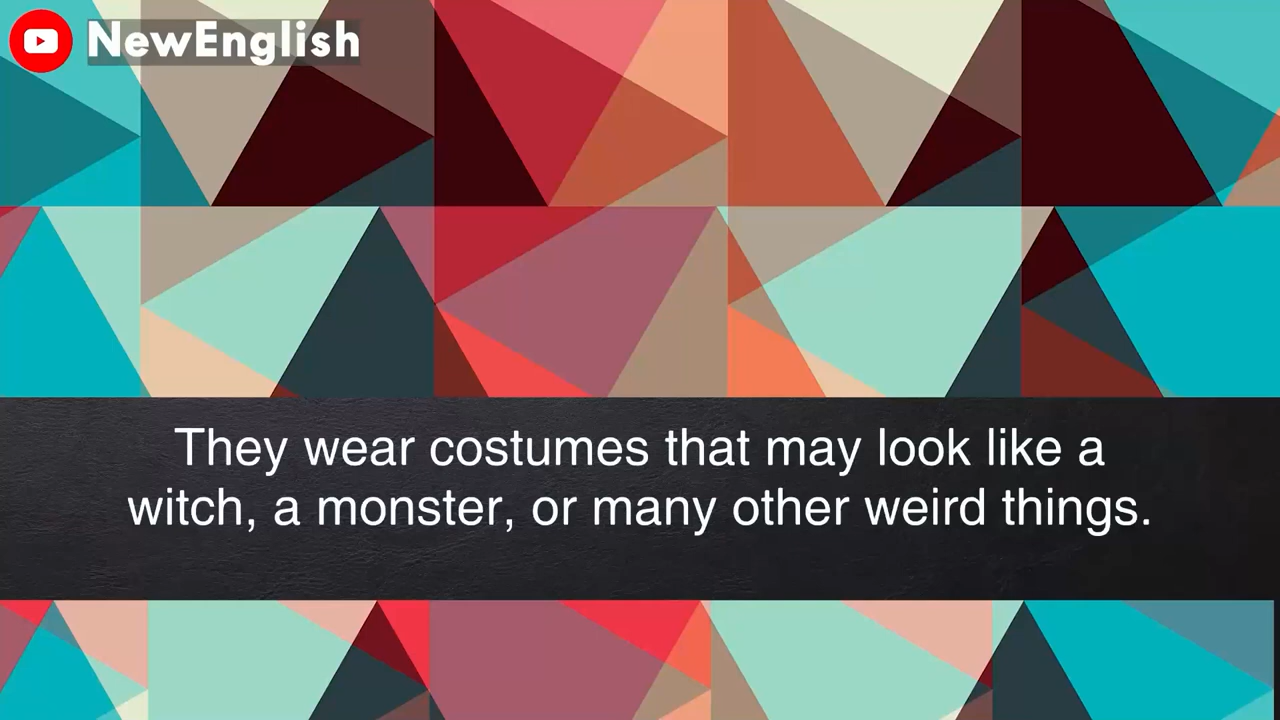 NewEnglish
They wear costumes that may look like a
witch, a monster, or many other weird things.